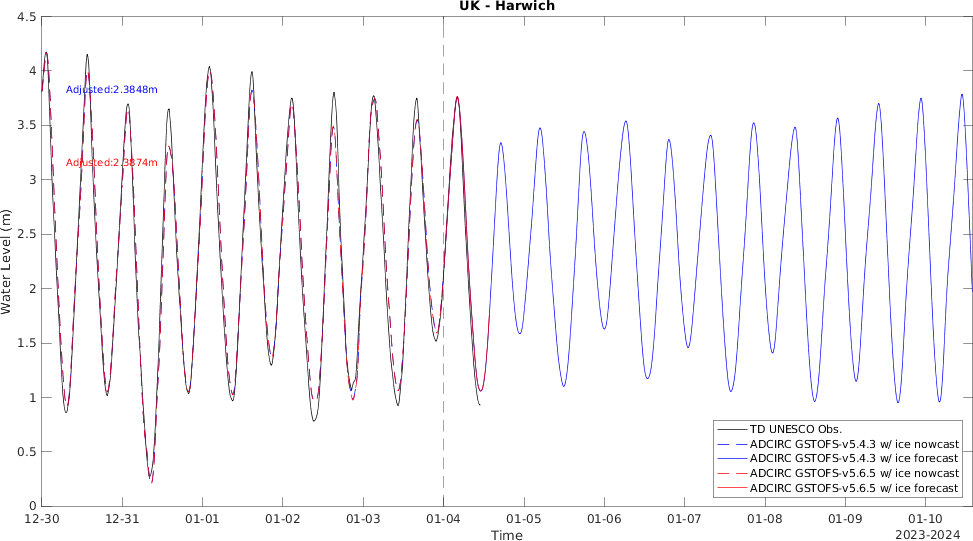 UK - Harwich
4.5
4
3.5
3
2.5
2
1.5
1
0.5
0
Water Level (m)
Adjusted:2.3848m
Adjusted:2.3874m
TD UNESCO Obs.
ADCIRC GSTOFS-v5.4.3 w/ ice nowcast
ADCIRC GSTOFS-v5.4.3 w/ ice forecast
ADCIRC GSTOFS-v5.6.5 w/ ice nowcast
ADCIRC GSTOFS-v5.6.5 w/ ice forecast
12-30 12-31 01-01 01-02 01-03 01-04 01-05 01-06 01-07 01-08 01-09 01-10
Time
2023-2024